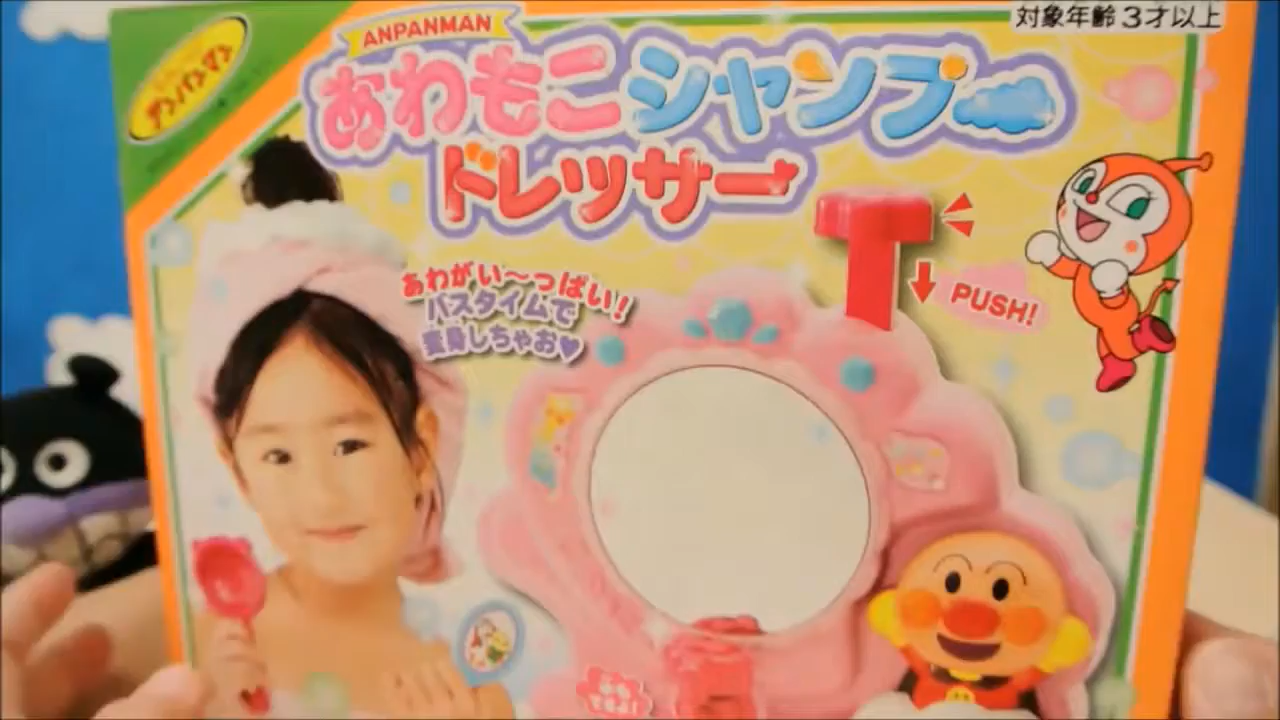 対象年齢3才以上
アンパンマン
ANPANMAN
あわもこシャンプー
ドレッサー
あわがい〜っぱい!
バスタイムで
変身しちゃお♥
PUSH!